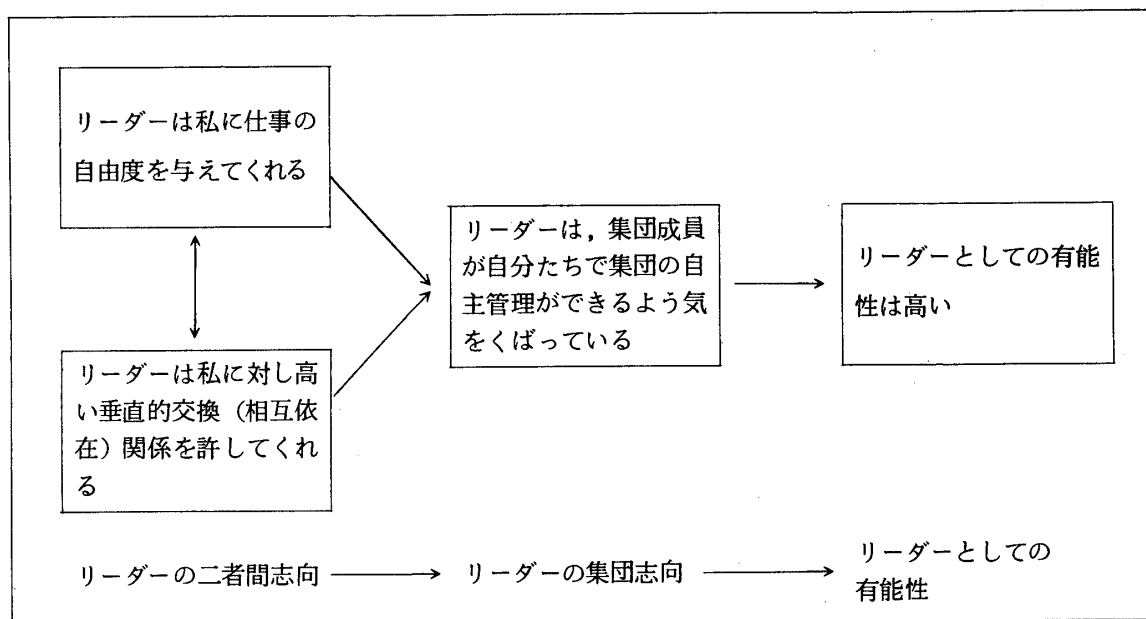 リーダーは私に仕事の
自由度を与えてくれる
リーダーは私に対し高
い垂直的交換（相互依
在）関係を許してくれ
る
リーダーは，集団成員
が自分たちで集団の自
主管理ができるよう気
をくばっている
リーダーとしての有能
性は高い
リーダーの二者間志向
リーダーの集団志向
リーダーとしての
有能性